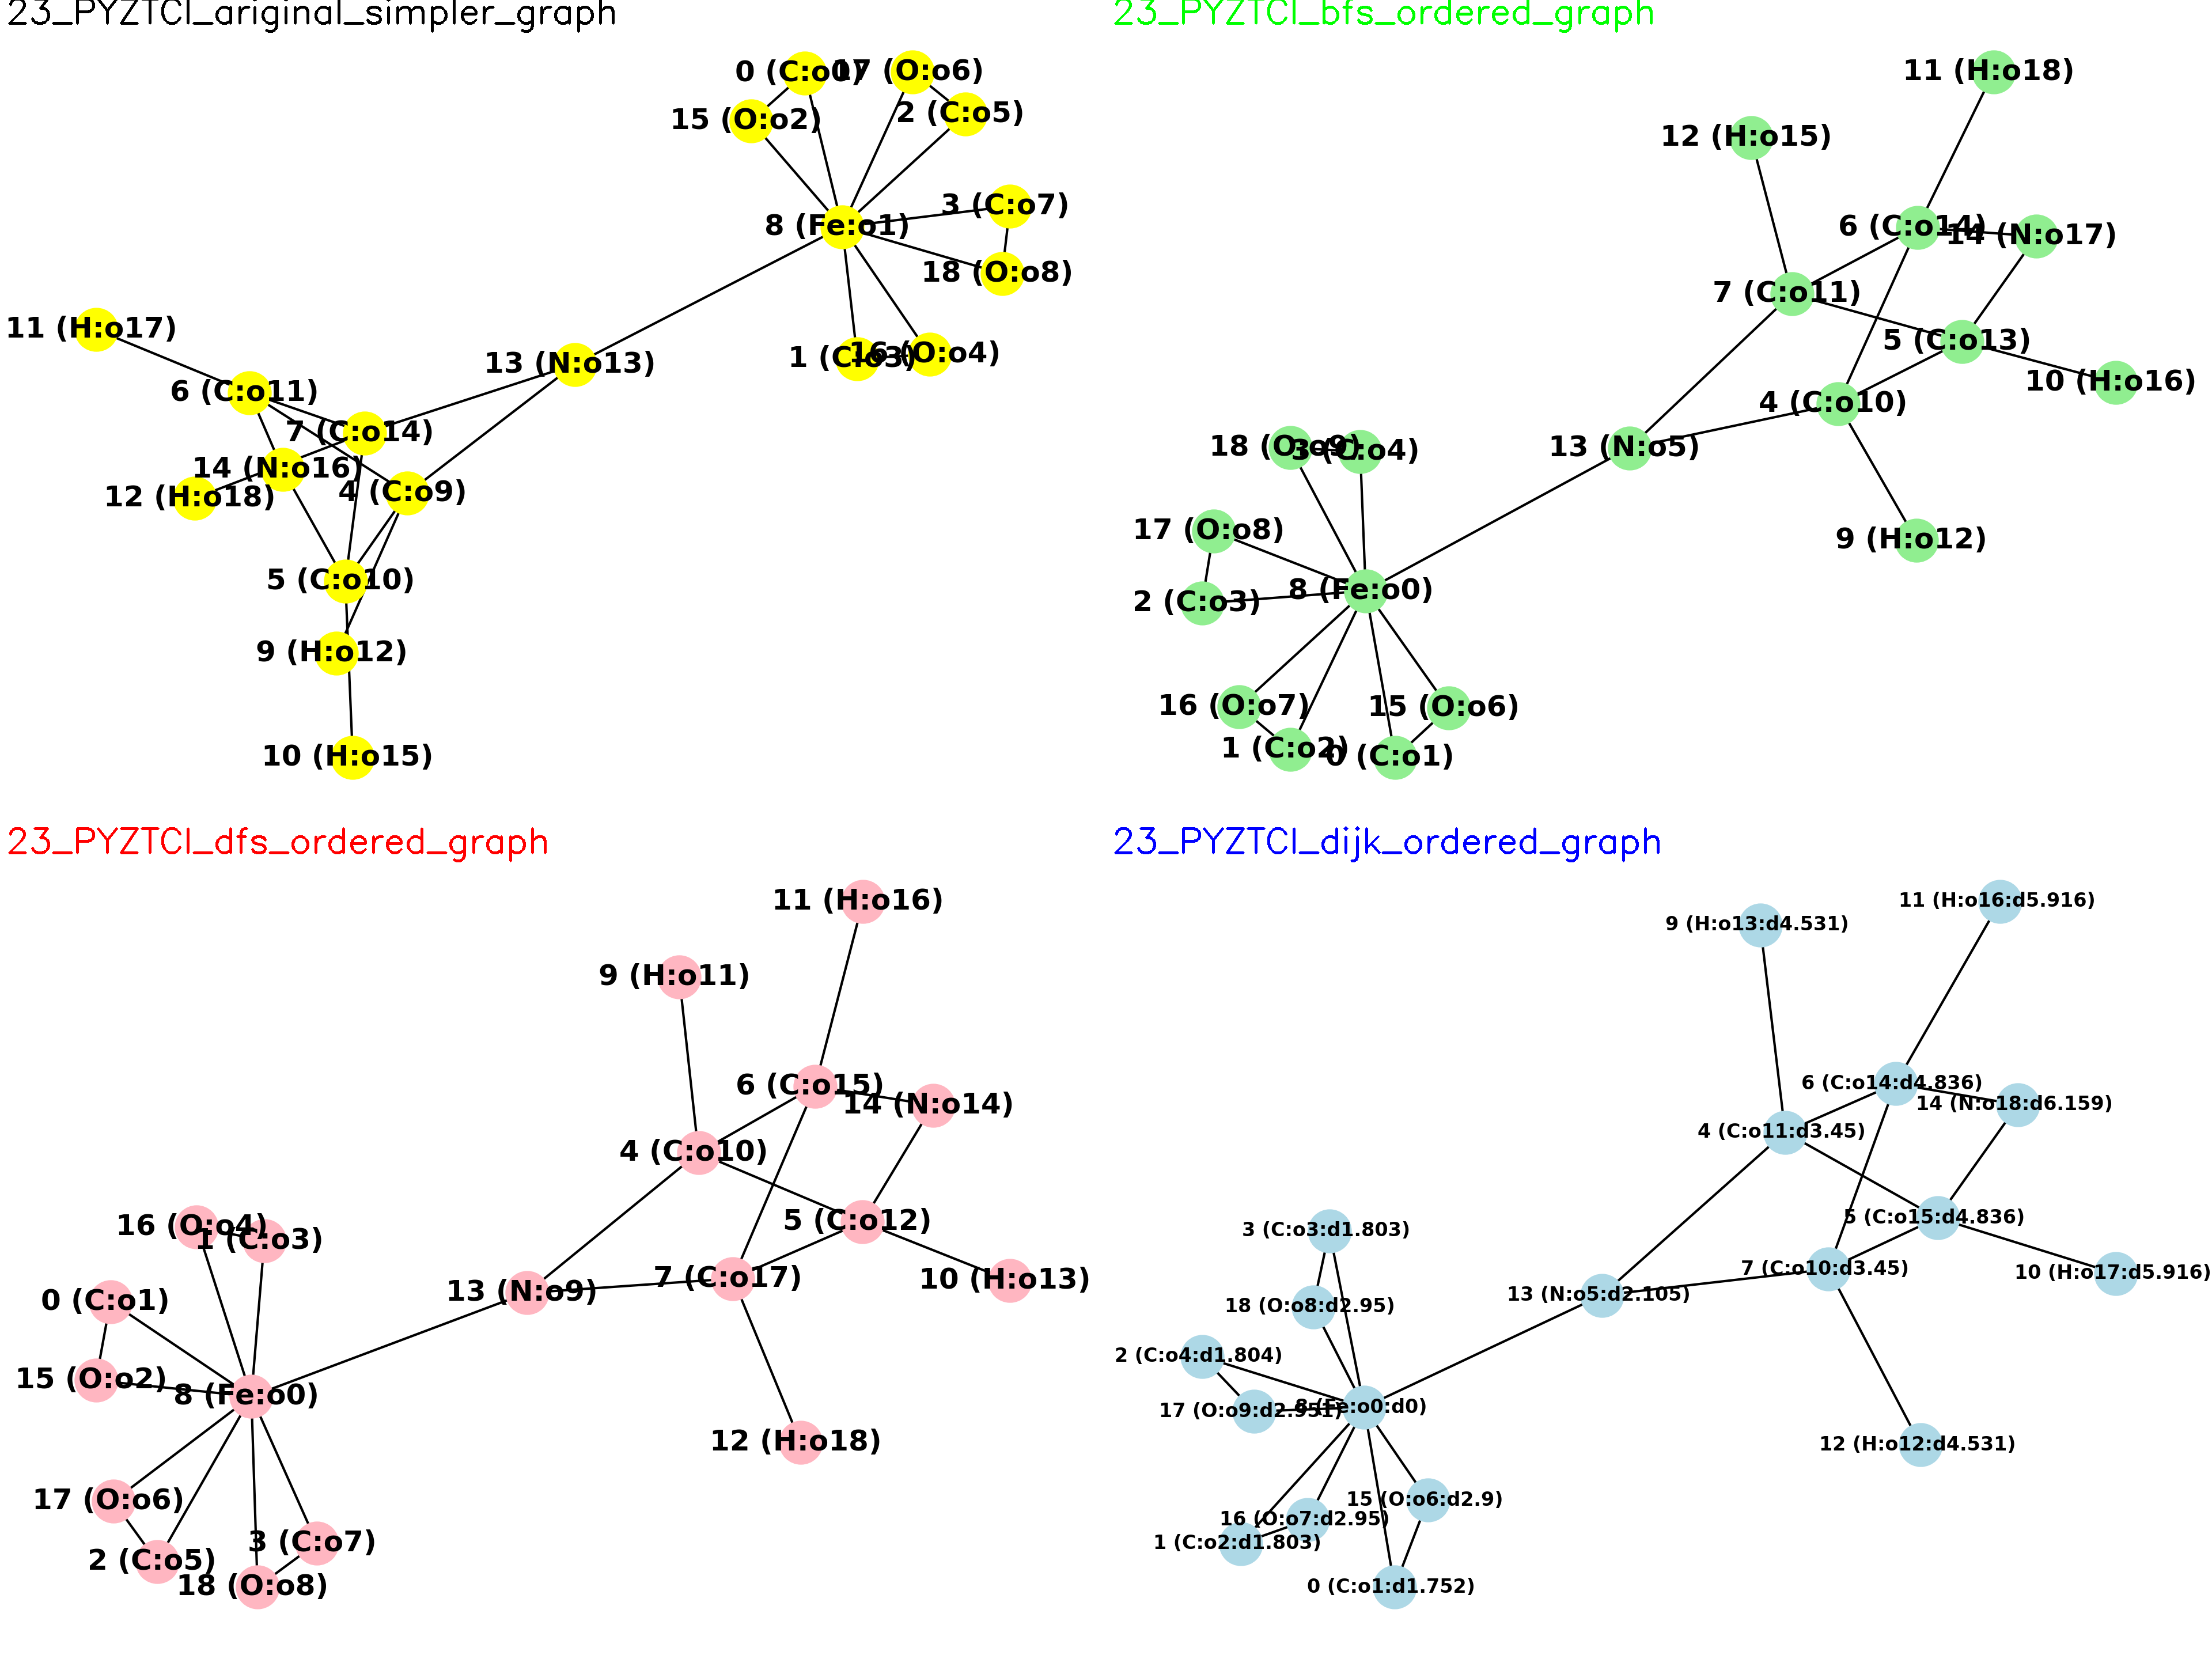 23_PYZTCI_ariginal_simpler_graph
0 (C:o0)
17 (O:o6)
15 (O:o2)
2 (C:o5)
3 (C:o7)
8 (Fe:o1)
18 (O:o8)
11 (H:o17)
13 (N:o13)
1 (C:o3)
16 (O:o4)
6 (C:o11)
7 (C:o14)
14 (N:o16)
12 (H:o18)
4 (C:o9)
5 (C:o10)
9 (H:o12)
10 (H:o15)
23_PYZTCI_bfs_ordered_graph
11 (H:o18)
12 (H:o15)
6 (C:o14)
14 (N:o17)
7 (C:o11)
5 (C:o13)
10 (H:o16)
4 (C:o10)
18 (O:o9)
3 (C:o4)
13 (N:o5)
17 (O:o8)
9 (H:o12)
2 (C:o3)
8 (Fe:o0)
16 (O:o7)
15 (O:o6)
1 (C:o2)
0 (C:o1)
23_PYZTCI_dfs_ordered_graph
11 (H:o16)
9 (H:o11)
6 (C:o15)
14 (N:o14)
4 (C:o10)
16 (O:o4)
1 (C:o3)
5 (C:o12)
0 (C:o1)
13 (N:o9)
7 (C:o17)
10 (H:o13)
15 (O:o2)
8 (Fe:o0)
12 (H:o18)
17 (O:o6)
3 (C:o7)
2 (C:o5)
18 (O:o8)
23_PYZTCI_dijk_ordered_graph
11 (H:o16:d5.916)
9 (H:o13:d4.531)
6 (C:o14:d4.836)
14 (N:o18:d6.159)
4 (C:o11:d3.45)
3 (C:o3:d1.803)
5 (C:o15:d4.836)
7 (C:o10:d3.45)
10 (H:o17:d5.916)
13 (N:o5:d2.105)
18 (O:o8:d2.95)
2 (C:o4:d1.804)
17 (O:o9:d2.951)
8 (Fe:o0:d0)
12 (H:o12:d4.531)
15 (O:o6:d2.9)
16 (O:o7:d2.95)
1 (C:o2:d1.803)
0 (C:o1:d1.752)